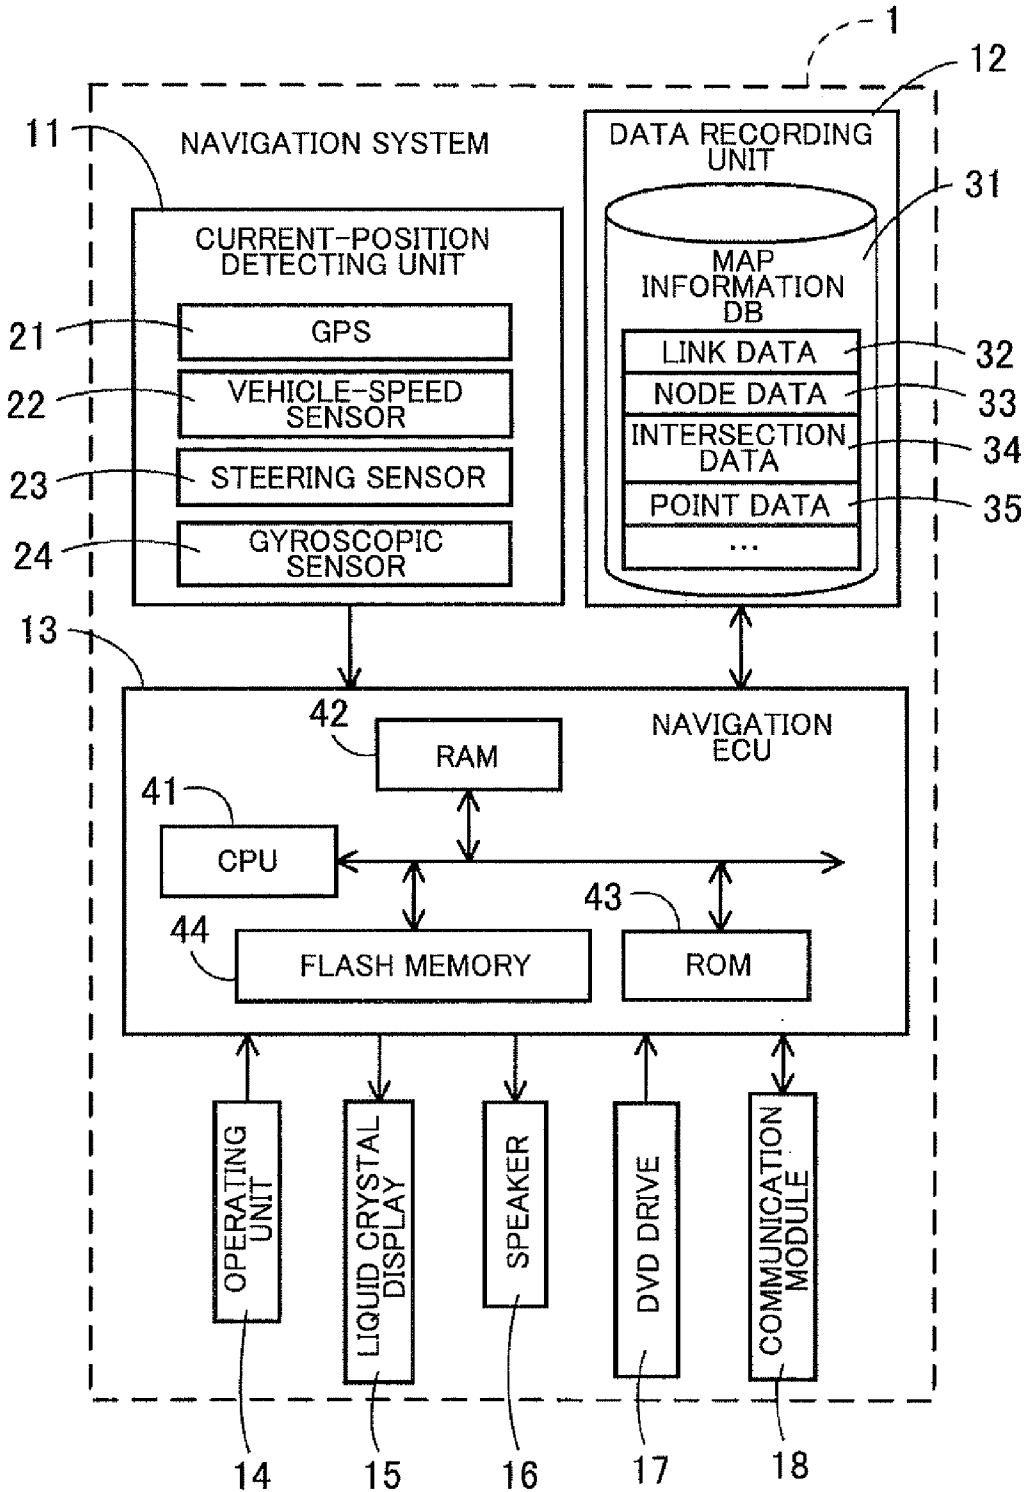 1
12
11
NAVIGATION SYSTEM
DATA RECORDING
UNIT
31
CURRENT-POSITION
DETECTING UNIT
MAP
INFORMATION
DB
21
GPS
LINK DATA
32
22
VEHICLE-SPEED
SENSOR
NODE DATA
33
INTERSECTION
DATA
34
23
STEERING SENSOR
POINT DATA
35
24
GYROSCOPIC
SENSOR
...
13
42
RAM
NAVIGATION
ECU
41
CPU
43
44
FLASH MEMORY
ROM
OPERATING
UNIT
LIQUID CRYSTAL
DISPLAY
SPEAKER
DVD DRIVE
COMMUNICATION
MODULE
14
15
16
17
18